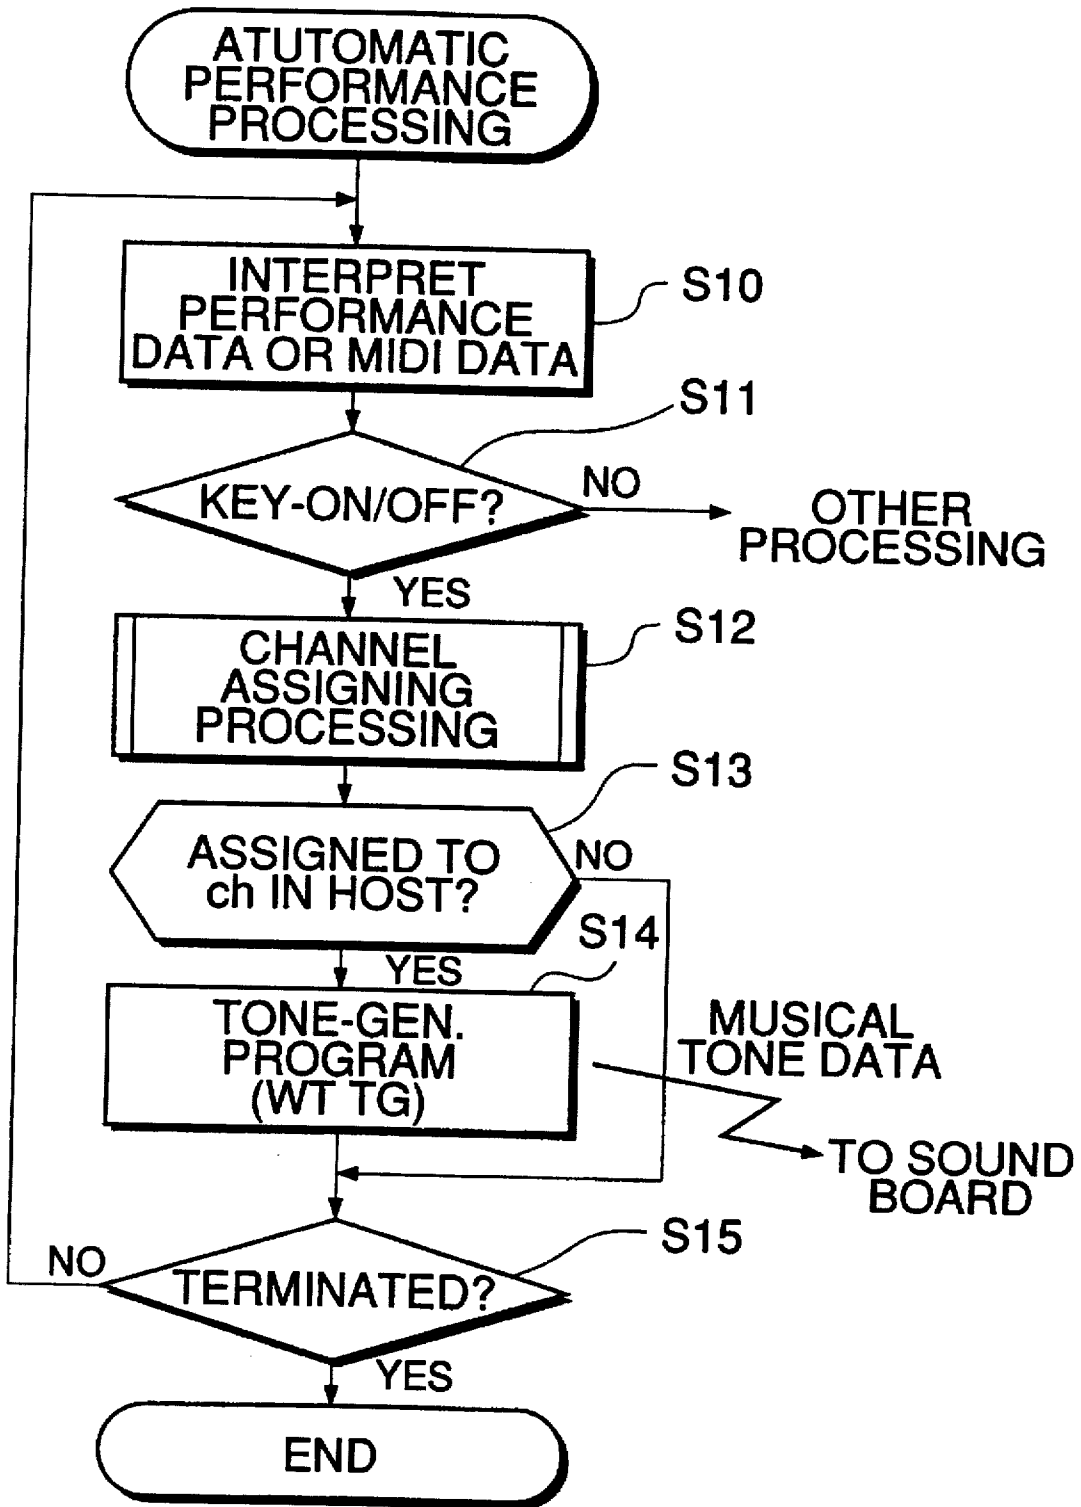 ATUTOMATIC
PERFORMANCE
PROCESSING
INTERPRET
PERFORMANCE
DATA OR MIDI DATA
S10
S11
KEY-ON/OFF?
NO
OTHER
PROCESSING
YES
S12
CHANNEL
ASSIGNING
PROCESSING
S13
ASSIGNED TO
ch IN HOST?
NO
S14
YES
TONE-GEN.
PROGRAM
(WT TG)
MUSICAL
TONE DATA
TO SOUND
BOARD
S15
NO
TERMINATED?
YES
END